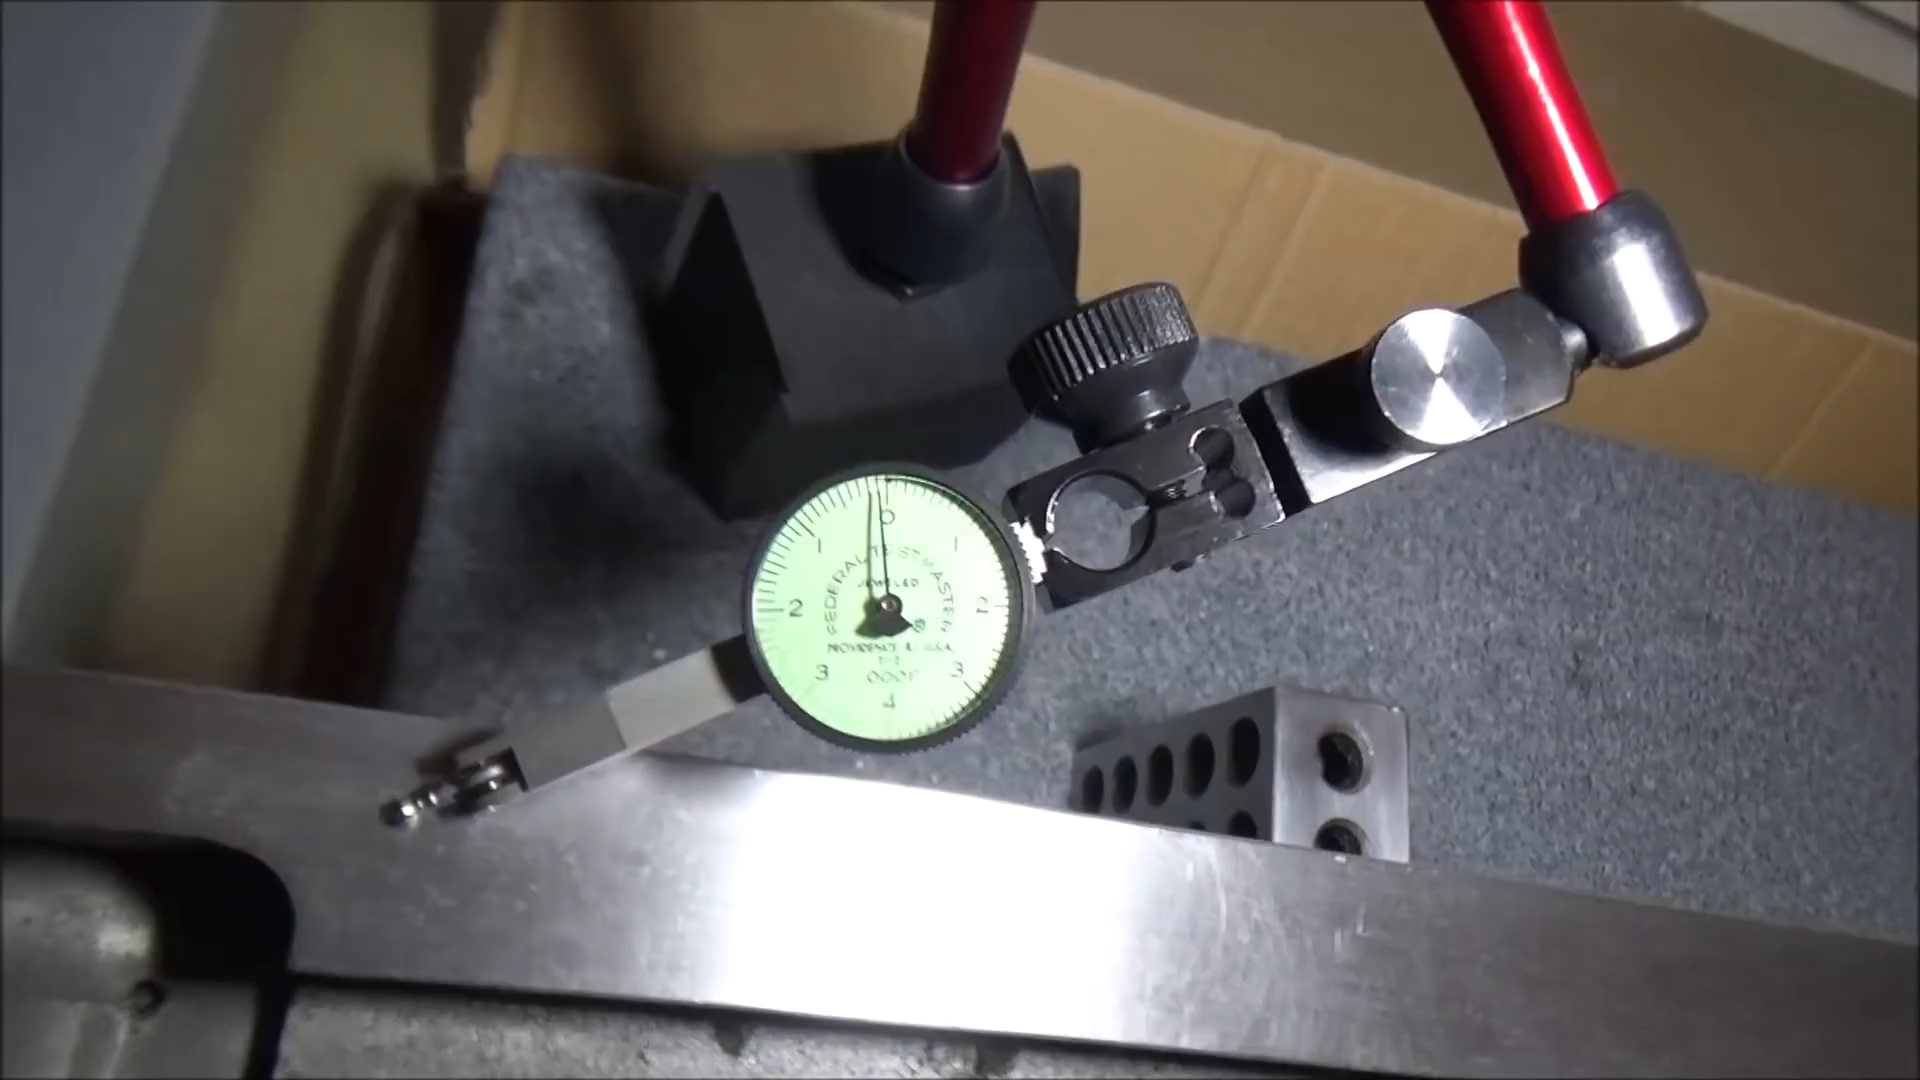 0
1 1
FEDERAL TESTMASTER
JEWELED
2 2
®
PROVIDENCE R.I. U.S.A.
3 3
.0001"
4